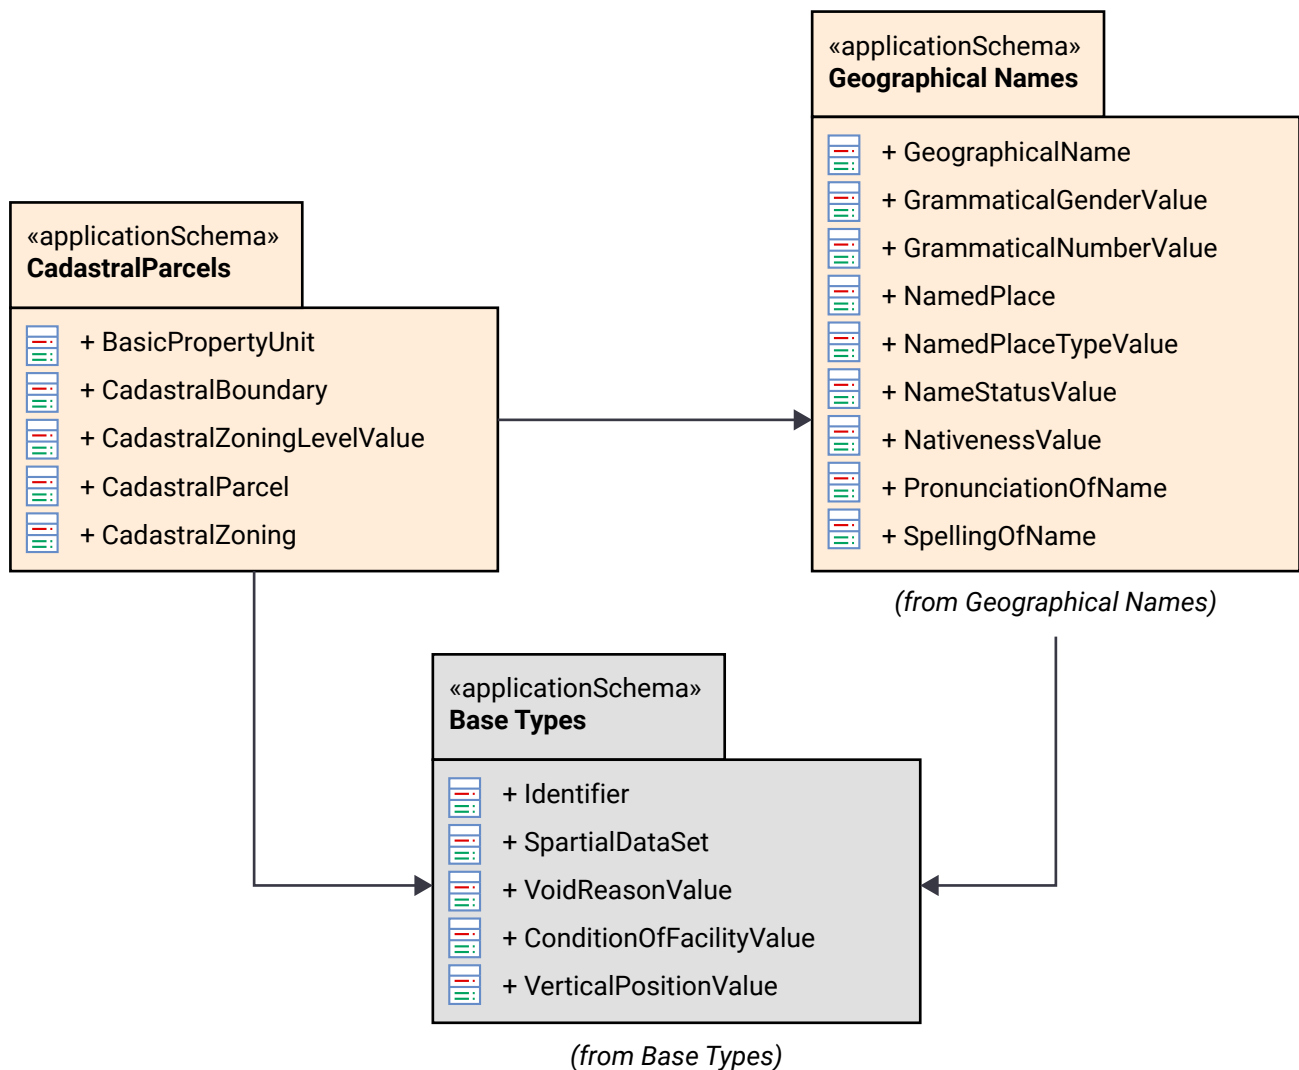 «applicationSchema»
Geographical Names
+ GeographicalName
+ GrammaticalGenderValue
+ GrammaticalNumberValue
+ NamedPlace
+ NamedPlaceTypeValue
+ NameStatusValue
+ NativenessValue
+ PronunciationOfName
+ SpellingOfName
(from Geographical Names)
«applicationSchema»
CadastralParcels
+ BasicPropertyUnit
+ CadastralBoundary
+ CadastralZoningLevelValue
+ CadastralParcel
+ CadastralZoning
«applicationSchema»
Base Types
+ Identifier
+ SpartialDataSet
+ VoidReasonValue
+ ConditionOfFacilityValue
+ VerticalPositionValue
(from Base Types)